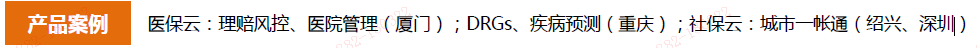 产品案例 医保云：理赔风控、医院管理（厦门）；DRGs、疾病预测（重庆）；社保云：城市一帐通（绍兴、深圳）